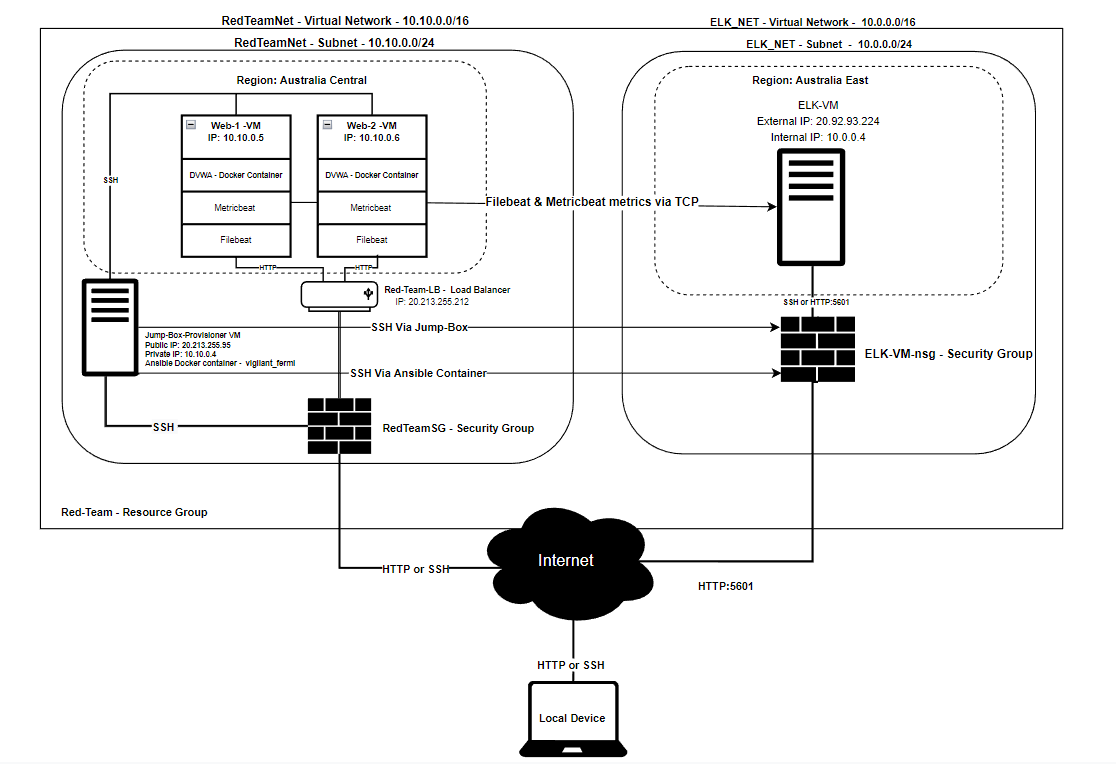 RedTeamNet - Virtual Network - 10.10.0.0/16
ELK_NET - Virtual Network - 10.0.0.0/16
RedTeamNet - Subnet - 10.10.0.0/24
ELK_NET - Subnet - 10.0.0.0/24
Region: Australia Central
Region: Australia East
ELK-VM
External IP: 20.92.93.224
Internal IP: 10.0.0.4
Web-1 -VM
IP: 10.10.0.5
DVWA - Docker Container
Metricbeat
Filebeat
Web-2 -VM
IP: 10.10.0.6
DVWA - Docker Container
Metricbeat
Filebeat
SSH
Filebeat & Metricbeat metrics via TCP
HTTP
HTTP
Red-Team-LB - Load Balancer
IP: 20.213.255.212
SSH or HTTP:5601
SSH Via Jump-Box
Jump-Box-Provisioner VM
Public IP: 20.213.255.95
Private IP: 10.10.0.4
Ansible Docker container - vigilant_fermi
ELK-VM-nsg - Security Group
SSH Via Ansible Container
SSH
RedTeamSG - Security Group
Red-Team - Resource Group
Internet
HTTP or SSH
HTTP:5601
HTTP or SSH
Local Device